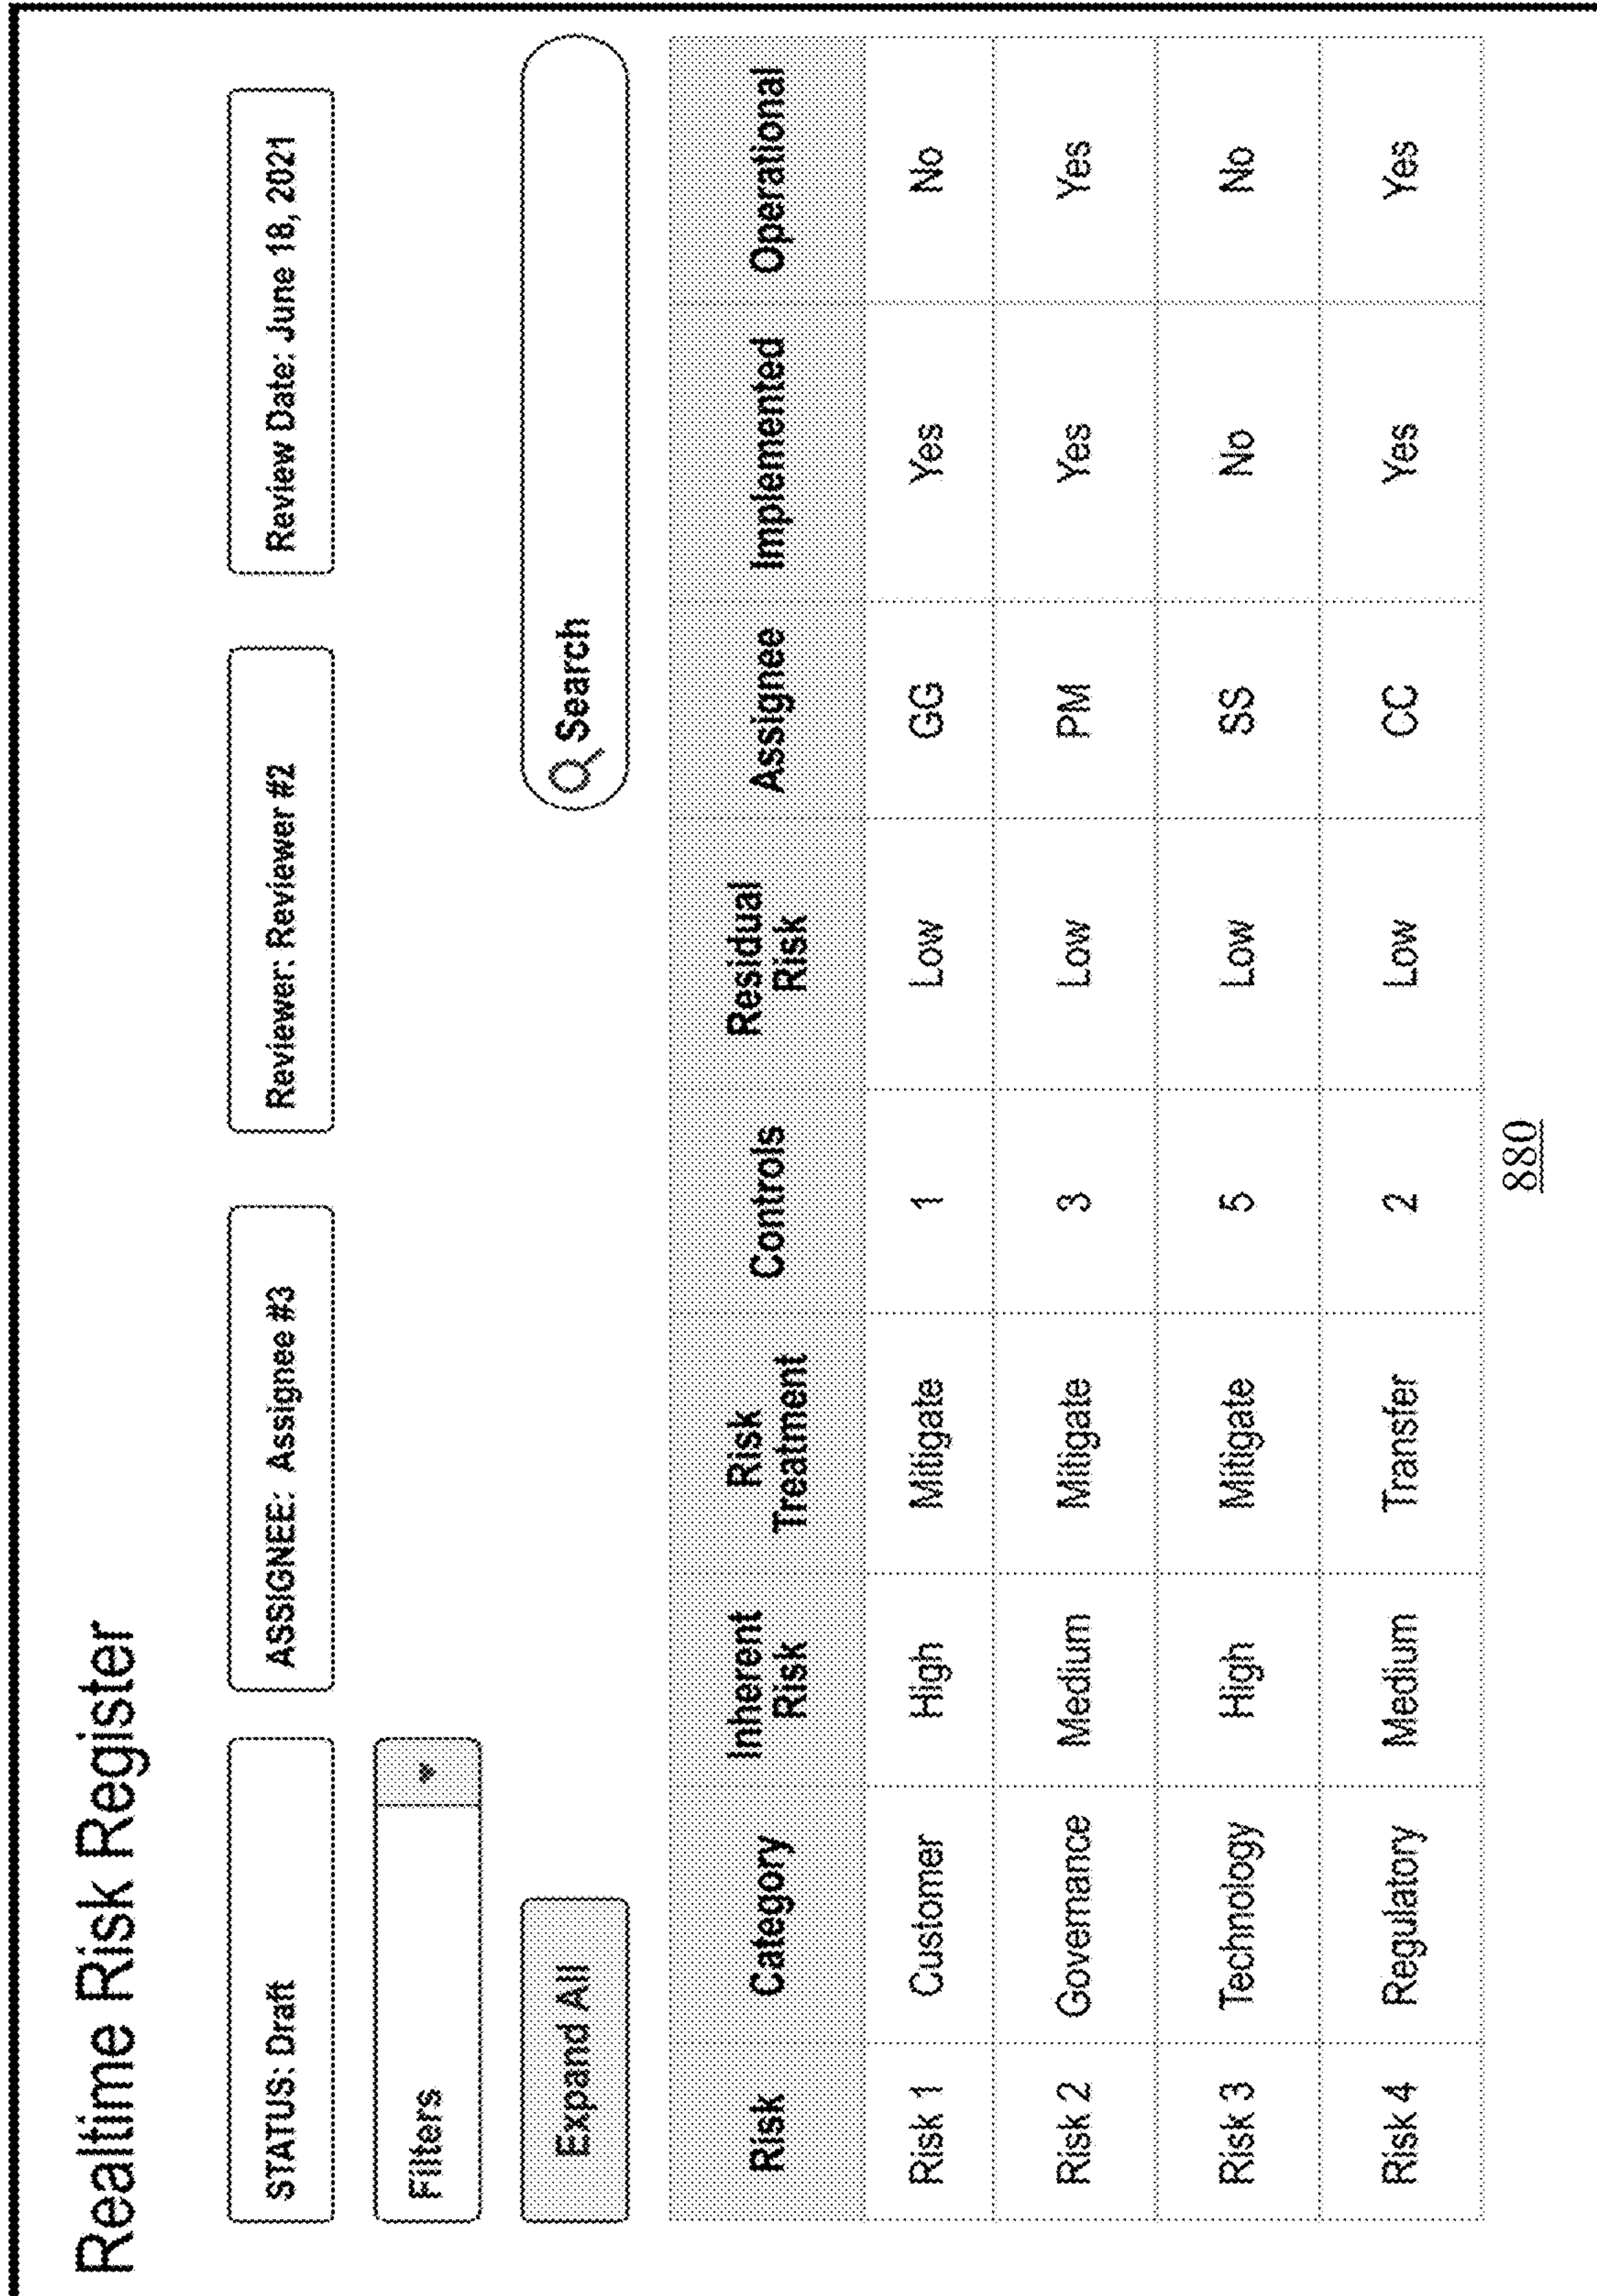 Realtime Risk Register
STATUS: Draft
ASSIGNEE: Assignee #3
Reviewer: Reviewer #2
Review Date: June 18, 2021
Filters
Expand All
Search
Risk Category Inherent Risk Risk Treatment Controls Residual Risk Assignee Implemented Operational
Risk 1 Customer High Mitigate 1 Low GG Yes No
Risk 2 Governance Medium Mitigate 3 Low PM Yes Yes
Risk 3 Technology High Mitigate 5 Low SS No No
Risk 4 Regulatory Medium Transfer 2 Low CC Yes Yes
880